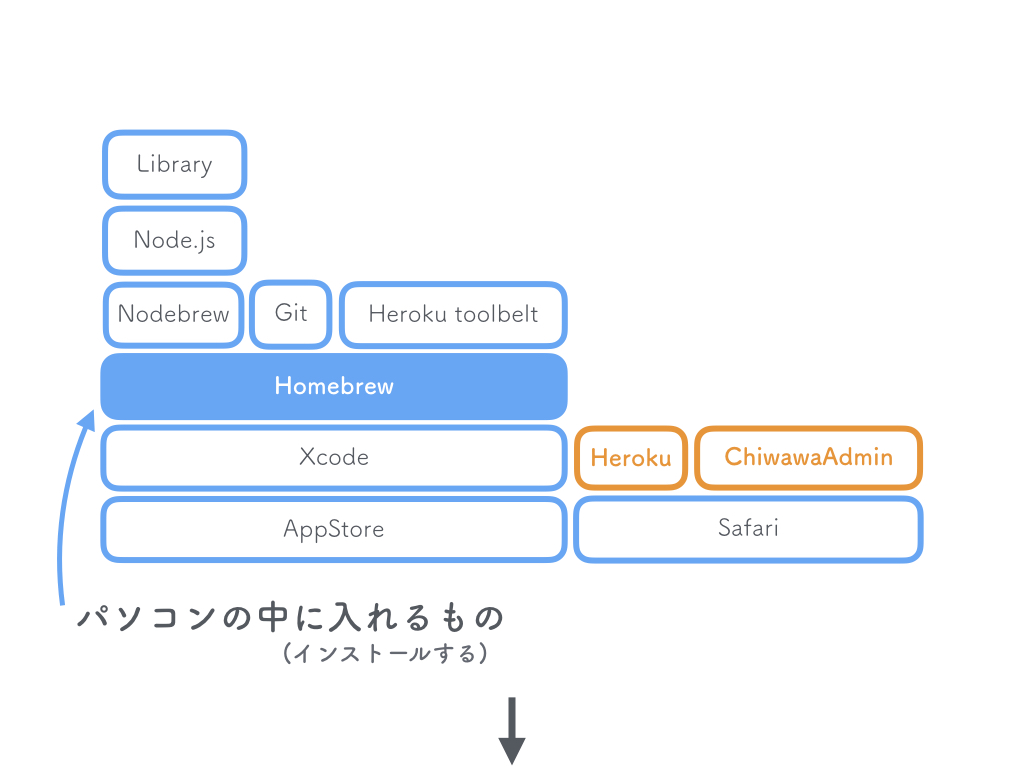 Library
Node.js
Nodebrew
Git
Heroku toolbelt
Homebrew
Xcode
Heroku
ChiwawaAdmin
AppStore
Safari
パソコンの中に入れるもの
(インストールする)